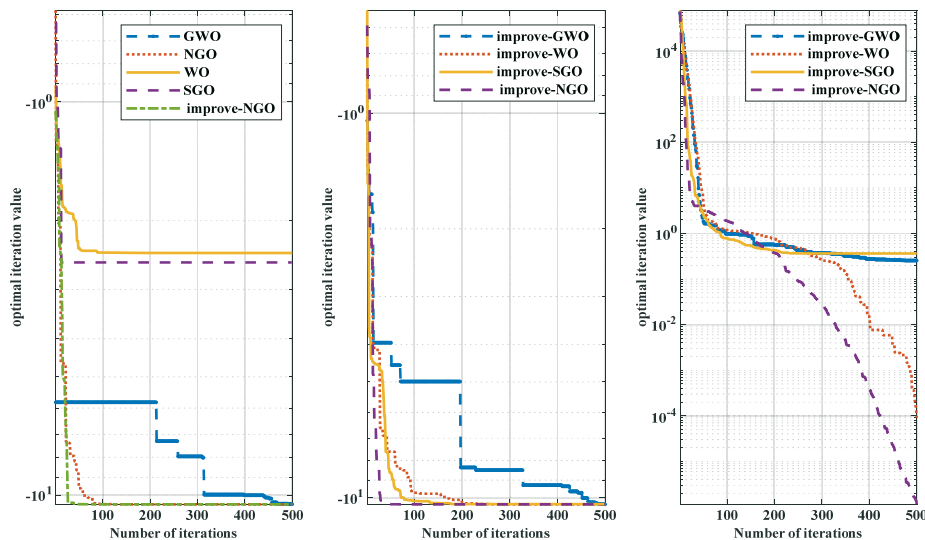 GWO
NGO
WO
SGO
improve-NGO
-10⁰
-10¹
optimal iteration value
100 200 300 400 500
Number of iterations
improve-GWO
improve-WO
improve-SGO
improve-NGO
-10⁰
-10¹
optimal iteration value
100 200 300 400 500
Number of iterations
improve-GWO
improve-WO
improve-SGO
improve-NGO
10⁴
10²
10⁰
10⁻²
10⁻⁴
optimal iteration value
100 200 300 400 500
Number of iterations